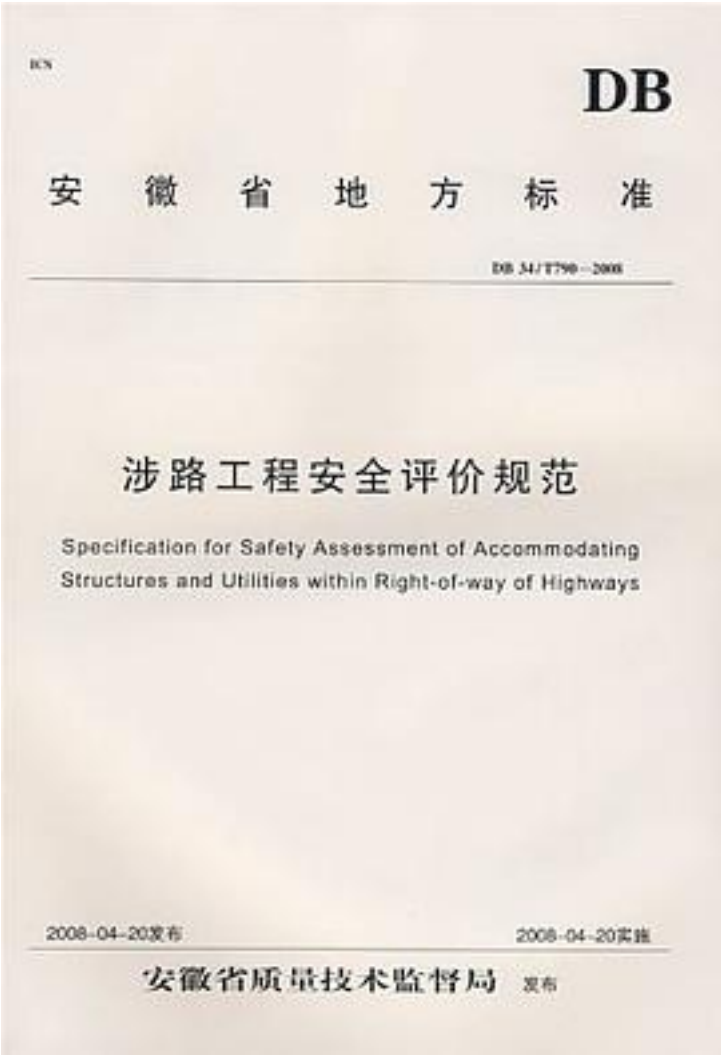 ICS
DB
安徽省地方标准
DB 34/T790—2008
涉路工程安全评价规范
Specification for Safety Assessment of Accommodating
Structures and Utilities within Right-of-way of Highways
2008-04-20发布
2008-04-20实施
安徽省质量技术监督局 发布